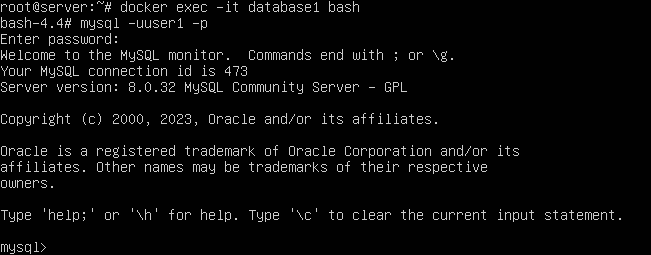 root@server:~# docker exec -it database1 bash
bash-4.4# mysql -uuser1 -p
Enter password:
Welcome to the MySQL monitor.  Commands end with ; or \g.
Your MySQL connection id is 473
Server version: 8.0.32 MySQL Community Server - GPL

Copyright (c) 2000, 2023, Oracle and/or its affiliates.

Oracle is a registered trademark of Oracle Corporation and/or its
affiliates. Other names may be trademarks of their respective
owners.

Type 'help;' or '\h' for help. Type '\c' to clear the current input statement.

mysql>